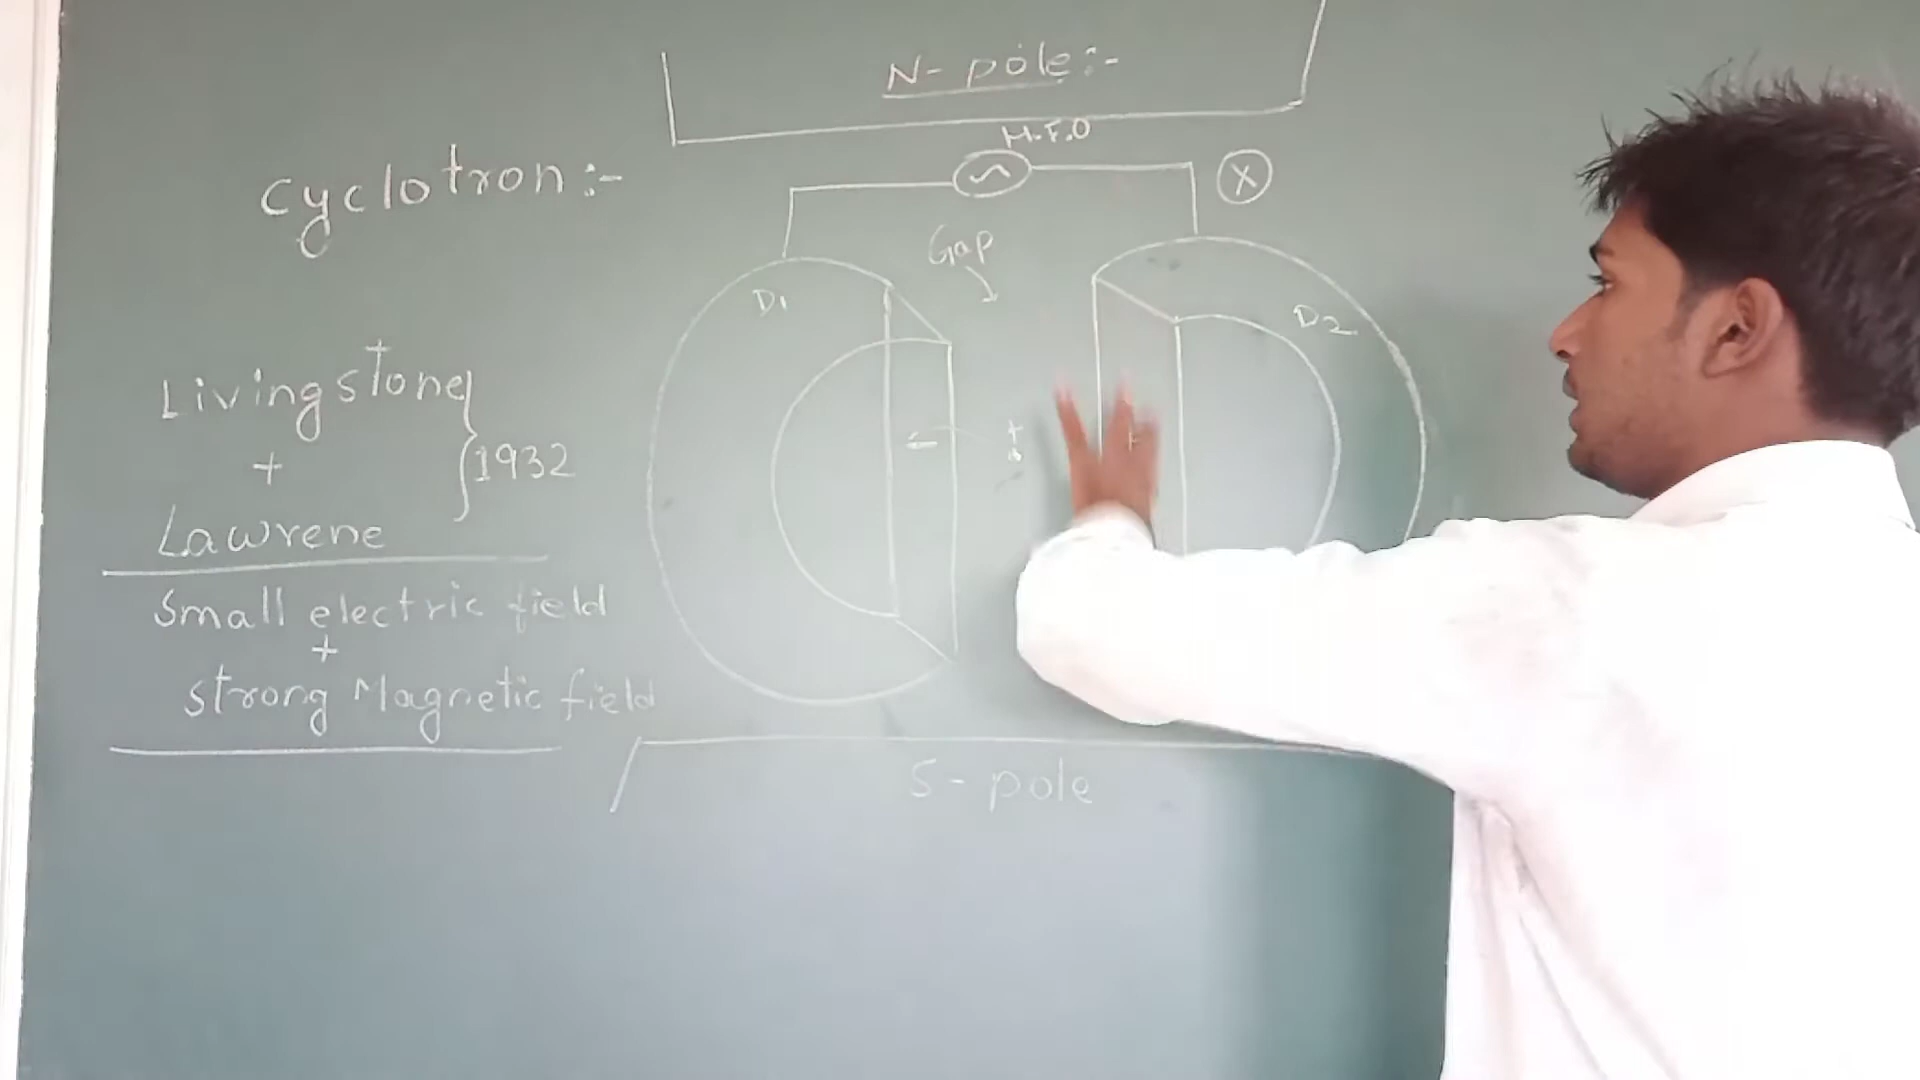 N-pole:-
Cyclotron:-
H.F.O
X
Gap
D1
D2
Livingstone
+
Lawrene
} 1932
-
+
+
Small electric field
+
strong Magnetic field
S-pole